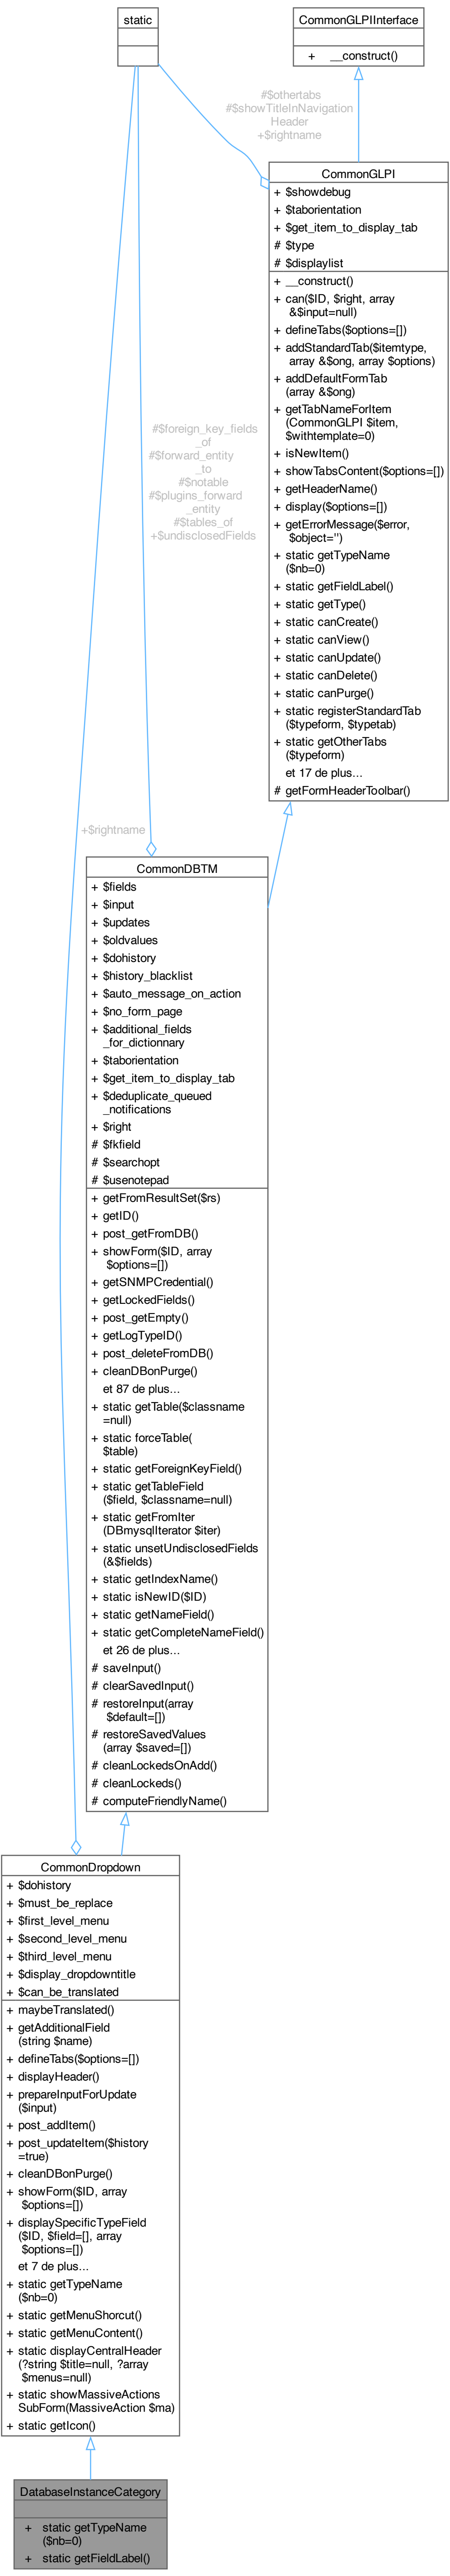 static
CommonGLPIInterface
+ __construct()
#$othertabs
#$showTitleInNavigation
Header
+$rightname
CommonGLPI
+ $showdebug
+ $taborientation
+ $get_item_to_display_tab
# $type
# $displaylist
+ __construct()
+ can($ID, $right, array
&$input=null)
+ defineTabs($options=[])
+ addStandardTab($itemtype,
array &$ong, array $options)
+ addDefaultFormTab
(array &$ong)
+ getTabNameForItem
(CommonGLPI $item,
$withtemplate=0)
+ isNewItem()
+ showTabsContent($options=[])
+ getHeaderName()
+ display($options=[])
+ getErrorMessage($error,
$object='')
+ static getTypeName
($nb=0)
+ static getFieldLabel()
+ static getType()
+ static canCreate()
+ static canView()
+ static canUpdate()
+ static canDelete()
+ static canPurge()
+ static registerStandardTab
($typeform, $typetab)
+ static getOtherTabs
($typeform)
et 17 de plus...
# getFormHeaderToolbar()
#$foreign_key_fields
_of
#$forward_entity
_to
#$notable
#$plugins_forward
_entity
#$tables_of
+$undisclosedFields
+$rightname
CommonDBTM
+ $fields
+ $input
+ $updates
+ $oldvalues
+ $dohistory
+ $history_blacklist
+ $auto_message_on_action
+ $no_form_page
+ $additional_fields
_for_dictionnary
+ $taborientation
+ $get_item_to_display_tab
+ $deduplicate_queued
_notifications
+ $right
# $fkfield
# $searchopt
# $usenotepad
+ getFromResultSet($rs)
+ getID()
+ post_getFromDB()
+ showForm($ID, array
$options=[])
+ getSNMPCredential()
+ getLockedFields()
+ post_getEmpty()
+ getLogTypeID()
+ post_deleteFromDB()
+ cleanDBonPurge()
et 87 de plus...
+ static getTable($classname
=null)
+ static forceTable(
$table)
+ static getForeignKeyField()
+ static getTableField
($field, $classname=null)
+ static getFromIter
(DBmysqlIterator $iter)
+ static unsetUndisclosedFields
(&$fields)
+ static getIndexName()
+ static isNewID($ID)
+ static getNameField()
+ static getCompleteNameField()
et 26 de plus...
# saveInput()
# clearSavedInput()
# restoreInput(array
$default=[])
# restoreSavedValues
(array $saved=[])
# cleanLockedsOnAdd()
# cleanLockeds()
# computeFriendlyName()
CommonDropdown
+ $dohistory
+ $must_be_replace
+ $first_level_menu
+ $second_level_menu
+ $third_level_menu
+ $display_dropdowntitle
+ $can_be_translated
+ maybeTranslated()
+ getAdditionalField
(string $name)
+ defineTabs($options=[])
+ displayHeader()
+ prepareInputForUpdate
($input)
+ post_addItem()
+ post_updateItem($history
=true)
+ cleanDBonPurge()
+ showForm($ID, array
$options=[])
+ displaySpecificTypeField
($ID, $field=[], array
$options=[])
et 7 de plus...
+ static getTypeName
($nb=0)
+ static getMenuShorcut()
+ static getMenuContent()
+ static displayCentralHeader
(?string $title=null, ?array
$menus=null)
+ static showMassiveActions
SubForm(MassiveAction $ma)
+ static getIcon()
DatabaseInstanceCategory
+ static getTypeName
($nb=0)
+ static getFieldLabel()